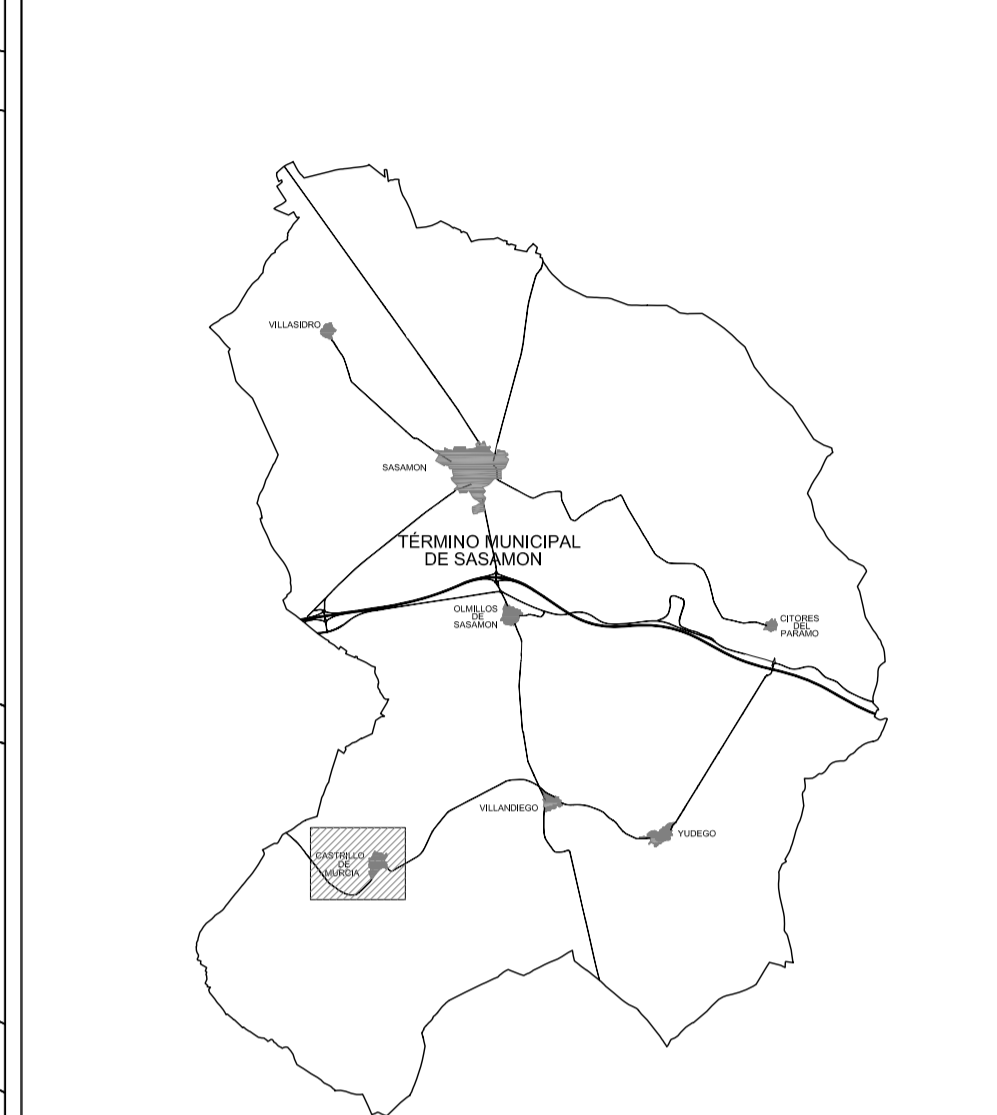 VILLASIDRO
SASAMON
TÉRMINO MUNICIPAL
DE SASAMON
OLMILLOS
DE
SASAMON
CITORES
DEL
PARAMO
VILLANDIEGO
YUDEGO
CASTRILLO
DE
MURCIA